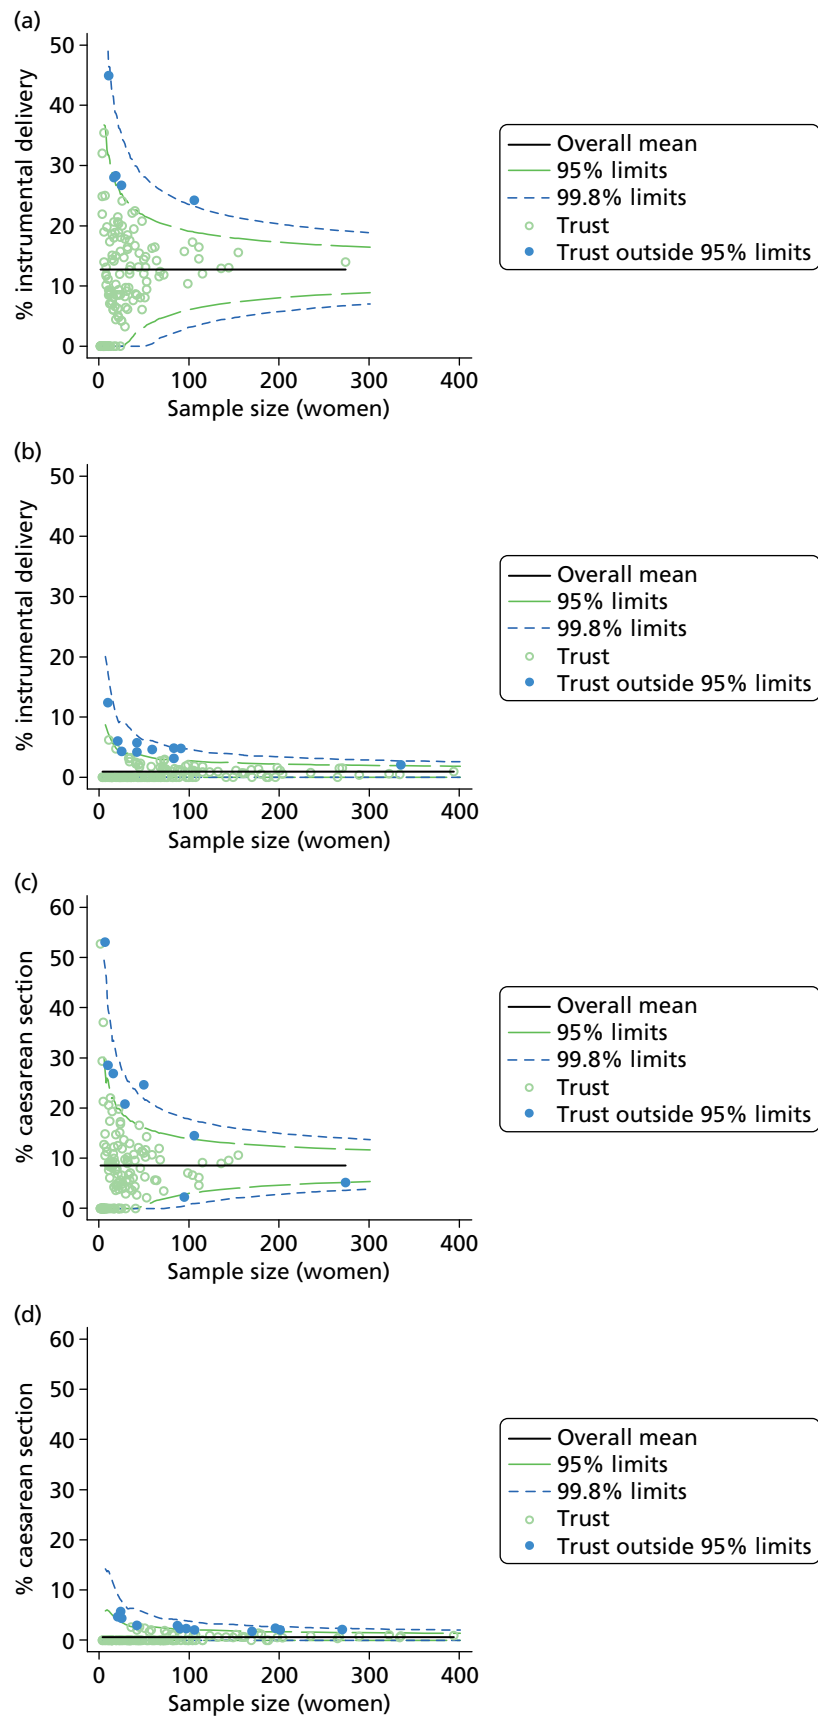 (a)
50
40
30
20
10
0
% instrumental delivery
0 100 200 300 400
Sample size (women)
Overall mean
95% limits
99.8% limits
Trust
Trust outside 95% limits
(b)
50
40
30
20
10
0
% instrumental delivery
0 100 200 300 400
Sample size (women)
Overall mean
95% limits
99.8% limits
Trust
Trust outside 95% limits
(c)
60
50
40
30
20
10
0
% caesarean section
0 100 200 300 400
Sample size (women)
Overall mean
95% limits
99.8% limits
Trust
Trust outside 95% limits
(d)
60
50
40
30
20
10
0
% caesarean section
0 100 200 300 400
Sample size (women)
Overall mean
95% limits
99.8% limits
Trust
Trust outside 95% limits